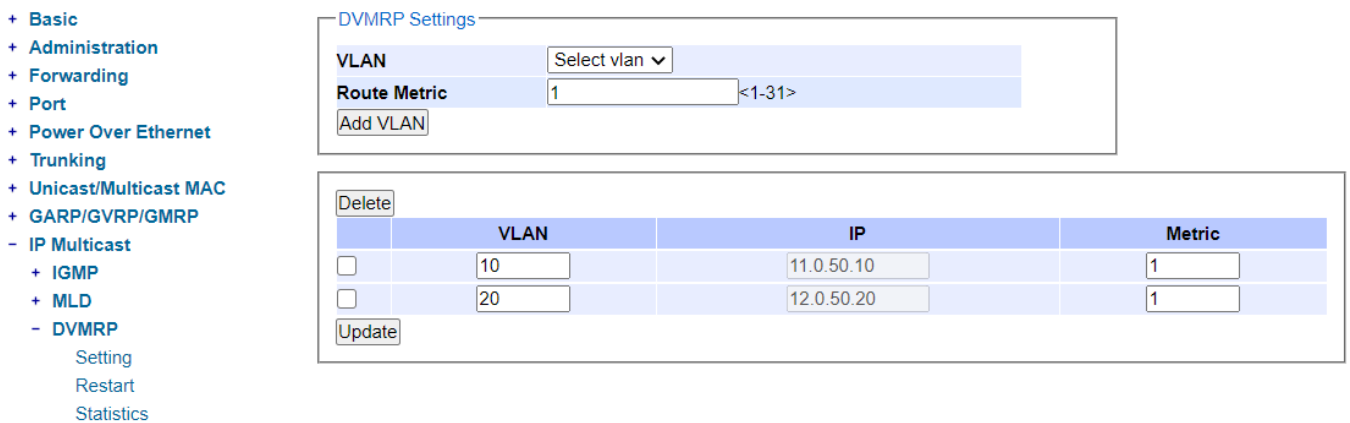 + Basic
+ Administration
+ Forwarding
+ Port
+ Power Over Ethernet
+ Trunking
+ Unicast/Multicast MAC
+ GARP/GVRP/GMRP
− IP Multicast
+ IGMP
+ MLD
− DVMRP
Setting
Restart
Statistics
DVMRP Settings
VLAN Select vlan
Route Metric 1 <1-31>
Add VLAN
Delete
VLAN IP Metric
10 11.0.50.10 1
20 12.0.50.20 1
Update